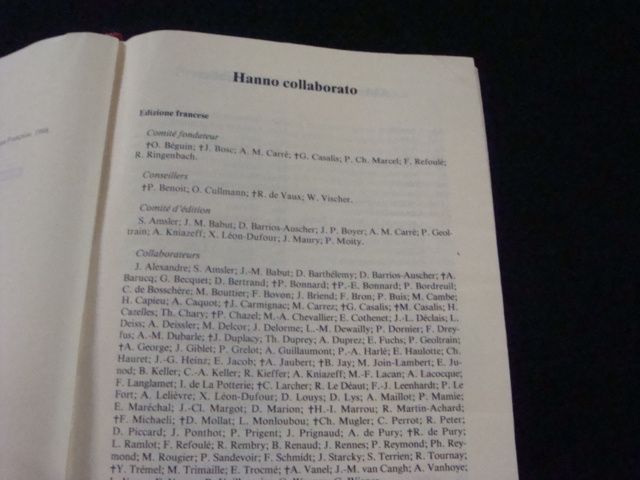 Hanno collaborato
Edizione francese
Comité fondateur
†O. Béguin; †J. Bosc; A. M. Carré; †G. Casalis; P. Ch. Marcel; F. Refoulé;
R. Ringenbach.
Conseillers
†P. Benoit; O. Cullmann; †R. de Vaux; W. Vischer.
Comité d'édition
S. Amsler; J. M. Babut; D. Barrios-Auscher; J. P. Boyer; A. M. Carré; P. Geol-
train; A. Kniazeff; X. Léon-Dufour; J. Maury; P. Moity.
Collaborateurs
J. Alexandre; S. Amsler; J.-M. Babut; D. Barthélemy; D. Barrios-Auscher; †A.
Barucq; G. Becquet; D. Bertrand; †P. Bonnard; †P.-E. Bonnard; P. Bordreuil;
C. de Bosschère; M. Bouttier; F. Bovon; J. Briend; F. Bron; P. Buis; M. Cambe;
H. Capieu; A. Caquot; †J. Carmignac; M. Carrez; †G. Casalis; †M. Casalis; H.
Cazelles; Th. Chary; †P. Chazel; M.-A. Chevallier; E. Cothenet; J.-L. Déclais; L.
Deiss; A. Deissler; M. Delcor; J. Delorme; L.-M. Dewailly; P. Dornier; F. Drey-
fus; A.-M. Dubarle; †J. Duplacy; Th. Duprey; A. Duprez; E. Fuchs; P. Geoltrain;
†A. George; J. Giblet; P. Grelot; A. Guillaumont; P.-A. Harlé; E. Haulotte; Ch.
Hauret; J.-G. Heinz; E. Jacob; †A. Jaubert; †B. Jay; M. Join-Lambert; E. Ju-
nod; B. Keller; C.-A. Keller; R. Kieffer; A. Kniazeff; M.-F. Lacan; A. Lacocque;
F. Langlamet; I. de La Potterie; †C. Larcher; R. Le Déaut; F.-J. Leenhardt; P. Le
Fort; A. Lelièvre; X. Léon-Dufour; D. Louys; D. Lys; A. Maillot; P. Mamie;
E. Maréchal; J.-Cl. Margot; D. Marion; †H.-I. Marrou; R. Martin-Achard;
†F. Michaeli; †D. Mollat; L. Monloubou; †Ch. Mugler; C. Perrot; R. Peter;
D. Piccard; J. Ponthot; P. Prigent; J. Prignaud; A. de Pury; †R. de Pury;
L. Ramlot; F. Refoulé; R. Rembry; B. Renaud; J. Rennes; P. Reymond; Ph. Rey-
mond; M. Rougier; P. Sandevoir; F. Schmidt; J. Starcky; S. Terrien; R. Tournay;
†Y. Trémel; M. Trimaille; E. Trocmé; †A. Vanel; J.-M. van Cangh; A. Vanhoye;